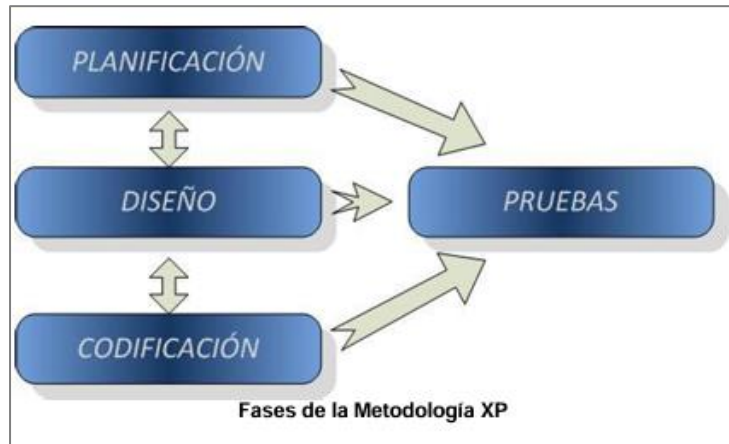 PLANIFICACIÓN
DISEÑO
PRUEBAS
CODIFICACIÓN
Fases de la Metodología XP